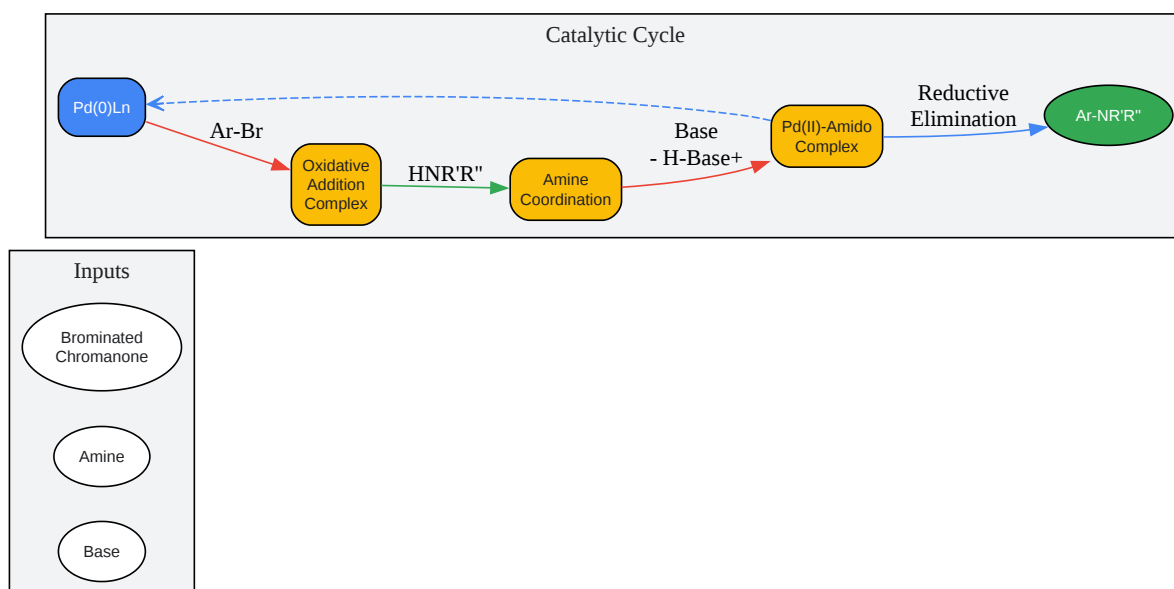 Catalytic Cycle
Pd(0)Ln
Ar-Br
Oxidative
Addition
Complex
HNR'R"
Amine
Coordination
Base
- H-Base+
Pd(II)-Amido
Complex
Reductive
Elimination
Ar-NR'R"
Inputs
Brominated
Chromanone
Amine
Base